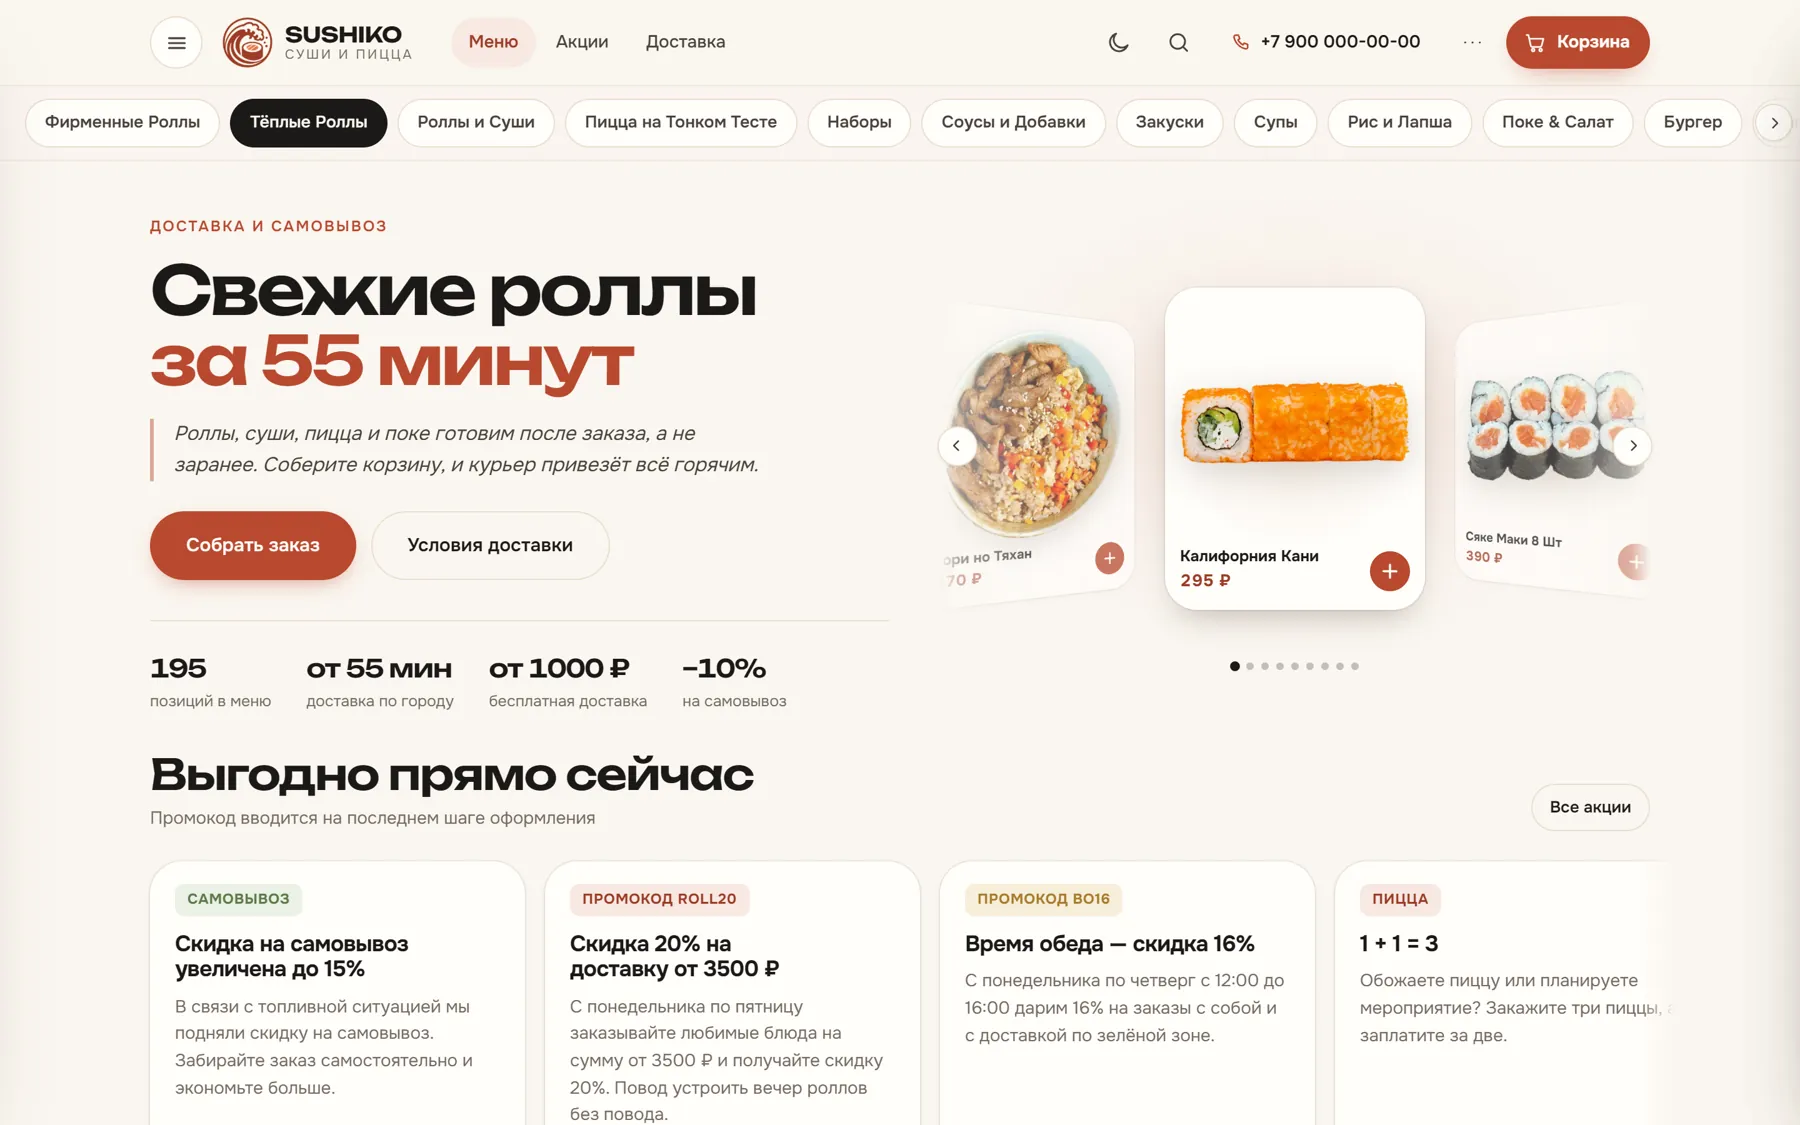 SUSHIKO
СУШИ И ПИЦЦА
Меню
Акции
Доставка
+7 900 000-00-00
...
Корзина
Фирменные Роллы
Тёплые Роллы
Роллы и Суши
Пицца на Тонком Тесте
Наборы
Соусы и Добавки
Закуски
Супы
Рис и Лапша
Поке & Салат
Бургер
ДОСТАВКА И САМОВЫВОЗ
Свежие роллы
за 55 минут
Роллы, суши, пицца и поке готовим после заказа, а не
заранее. Соберите корзину, и курьер привезёт всё горячим.
Собрать заказ
Условия доставки
195
позиций в меню
от 55 мин
доставка по городу
от 1000 ₽
бесплатная доставка
−10%
на самовывоз
но Тяхан
70 ₽
Калифорния Кани
295 ₽
Сяке Маки 8 Шт
390 ₽
Выгодно прямо сейчас
Промокод вводится на последнем шаге оформления
Все акции
САМОВЫВОЗ
Скидка на самовывоз
увеличена до 15%
В связи с топливной ситуацией мы
подняли скидку на самовывоз.
Забирайте заказ самостоятельно и
экономьте больше.
ПРОМОКОД ROLL20
Скидка 20% на
доставку от 3500 ₽
С понедельника по пятницу
заказывайте любимые блюда на
сумму от 3500 ₽ и получайте скидку
20%. Повод устроить вечер роллов
без повода.
ПРОМОКОД ВО16
Время обеда — скидка 16%
С понедельника по четверг с 12:00 до
16:00 дарим 16% на заказы с собой и
с доставкой по зелёной зоне.
ПИЦЦА
1 + 1 = 3
Обожаете пиццу или планируете
мероприятие? Закажите три пиццы, а
заплатите за две.